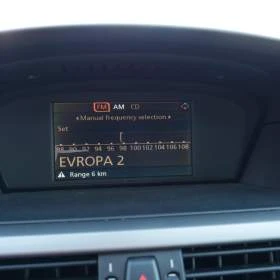 FM AM CD
◂Manual frequency selection▸
Set
88 90 92 94 96 98 100 102 104 106 108
EVROPA 2
Range 6 km